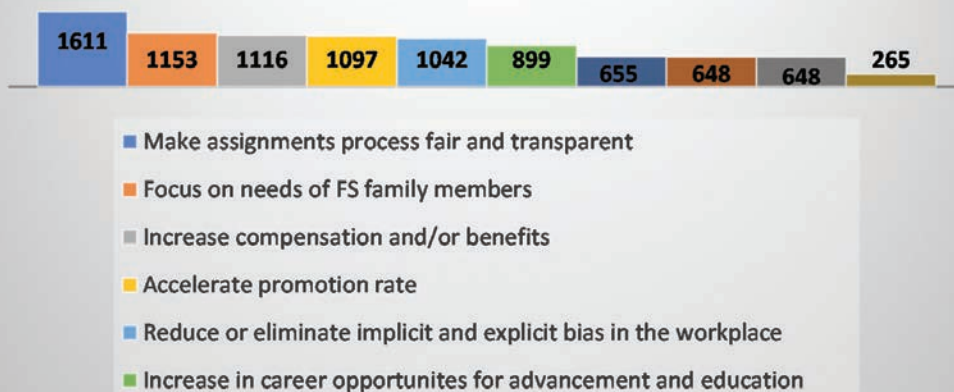 1611
1153
1116
1097
1042
899
655
648
648
265
Make assignments process fair and transparent
Focus on needs of FS family members
Increase compensation and/or benefits
Accelerate promotion rate
Reduce or eliminate implicit and explicit bias in the workplace
Increase in career opportunites for advancement and education